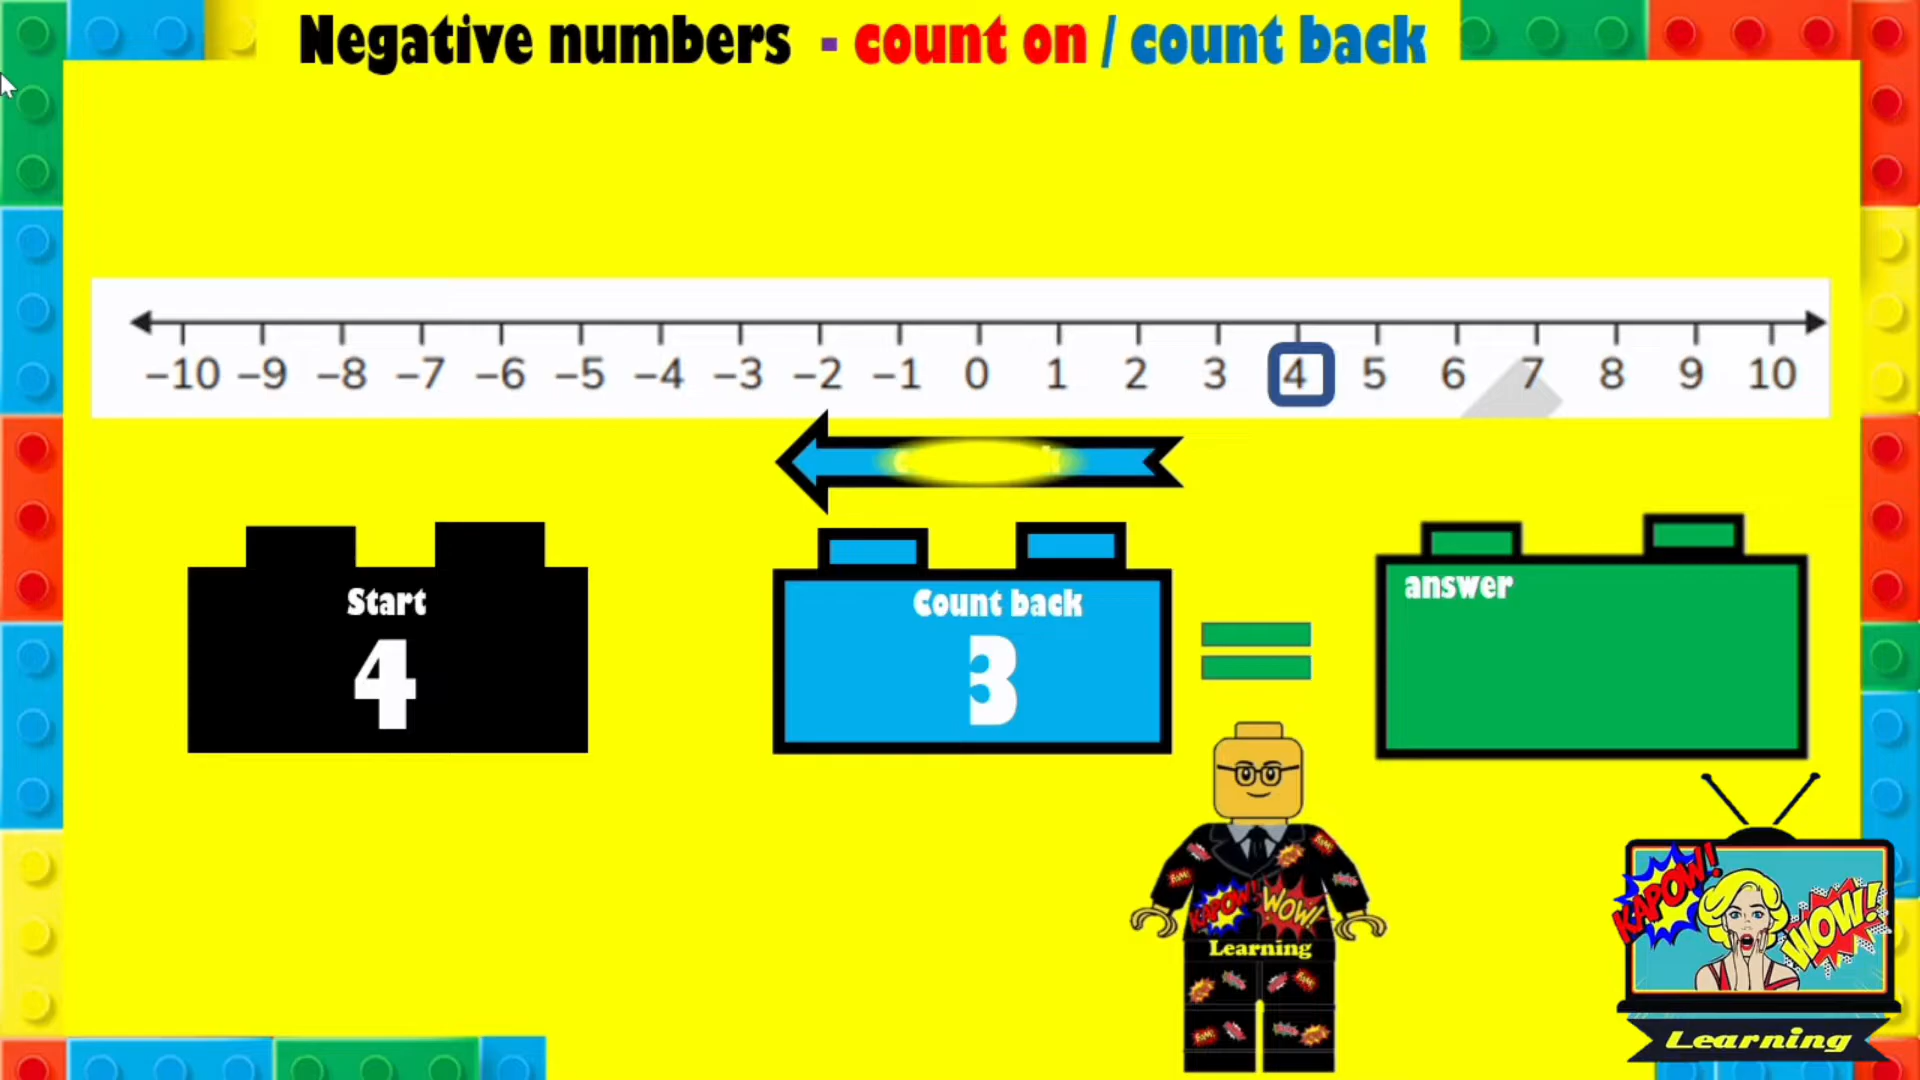 Negative numbers - count on / count back
−10 −9 −8 −7 −6 −5 −4 −3 −2 −1 0 1 2 3 4 5 6 7 8 9 10
Start
4
Count back
3
answer
KAPOW!
WOW!
Learning
KAPOW!
WOW!
Learning